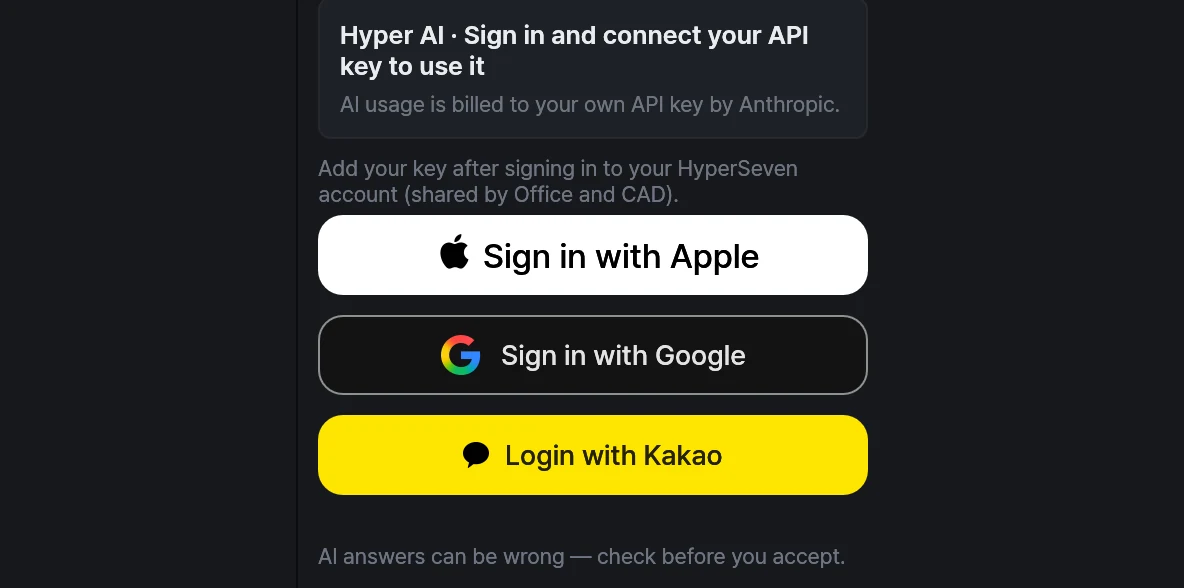 Hyper AI · Sign in and connect your API
key to use it
AI usage is billed to your own API key by Anthropic.
Add your key after signing in to your HyperSeven
account (shared by Office and CAD).
Sign in with Apple
Sign in with Google
Login with Kakao
AI answers can be wrong — check before you accept.